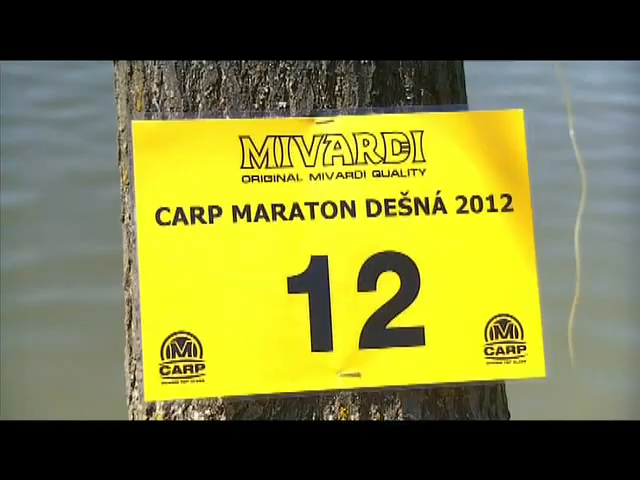 MIVARDI
ORIGINAL MIVARDI QUALITY
CARP MARATON DEŠNÁ 2012
12
M CARP
M CARP